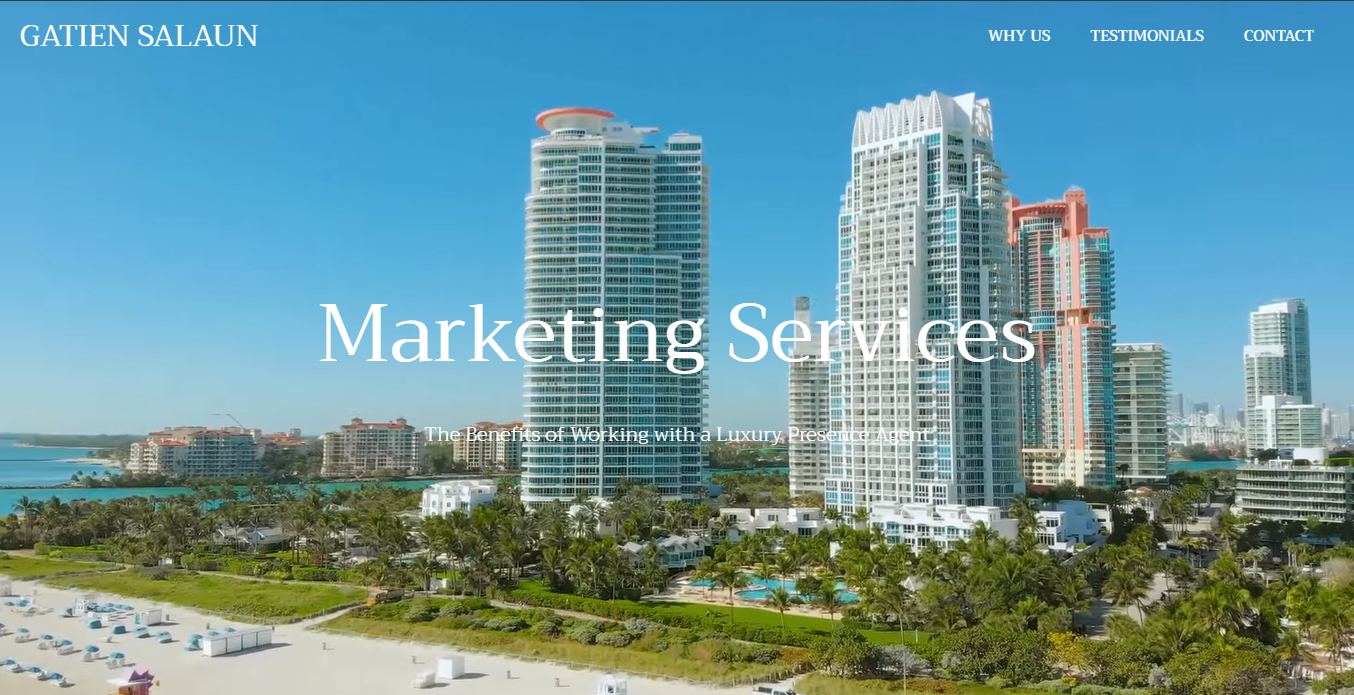 GATIEN SALAUN
WHY US
TESTIMONIALS
CONTACT
Marketing Services
The Benefits of Working with a Luxury Presence Agent